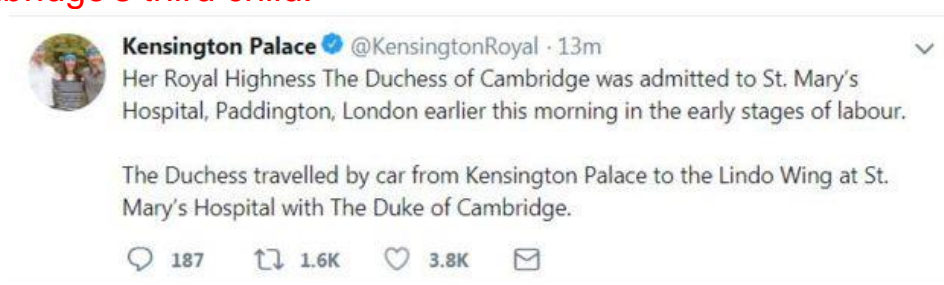 third child.
Kensington Palace @KensingtonRoyal · 13m
Her Royal Highness The Duchess of Cambridge was admitted to St. Mary's
Hospital, Paddington, London earlier this morning in the early stages of labour.
The Duchess travelled by car from Kensington Palace to the Lindo Wing at St.
Mary's Hospital with The Duke of Cambridge.
187 1.6K 3.8K